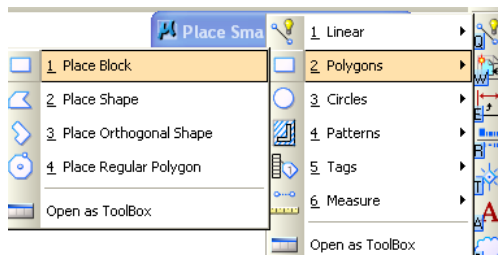 Place Sma
1 Linear
1 Place Block
2 Polygons
2 Place Shape
3 Circles
3 Place Orthogonal Shape
4 Patterns
4 Place Regular Polygon
5 Tags
6 Measure
Open as ToolBox
Open as ToolBox
Q
W
E
R
T
A